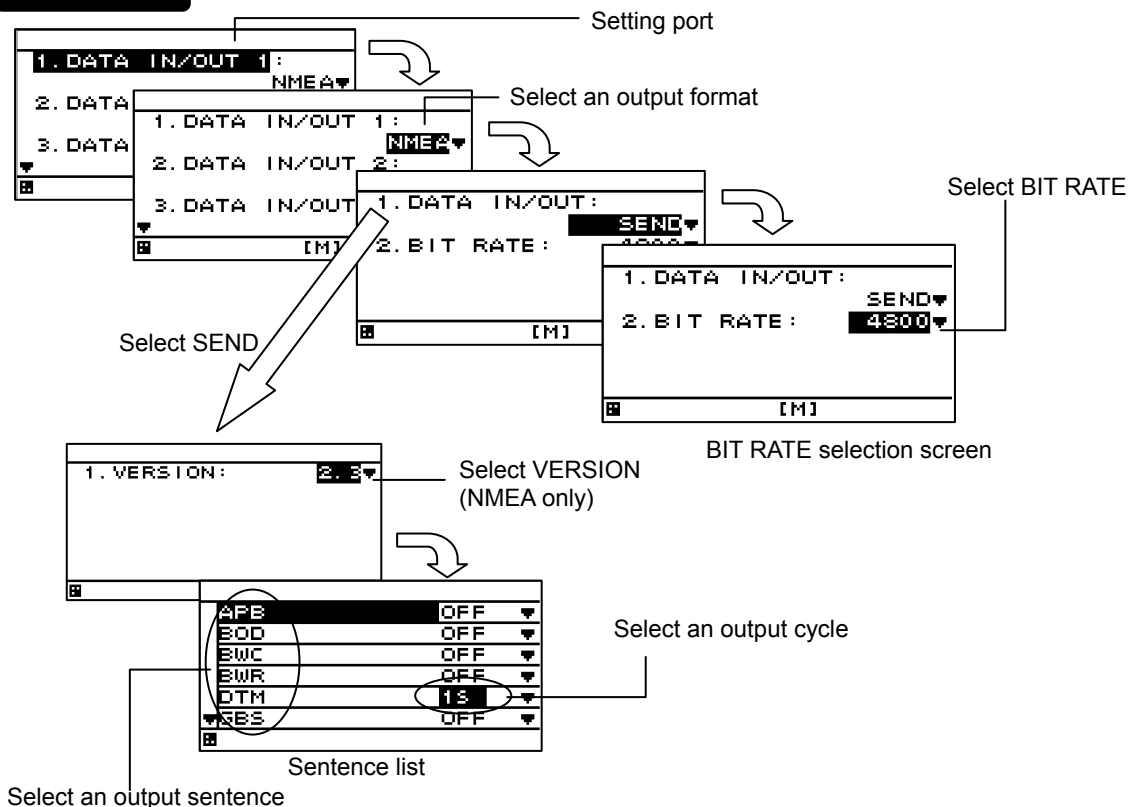 Setting port
1.DATA IN/OUT 1:
NMEA▼
2.DATA
3.DATA
▼
Select an output format
1.DATA IN/OUT 1:
NMEA▼
2.DATA IN/OUT 2:
3.DATA IN/OUT
▼
[M]
1.DATA IN/OUT:
SEND▼
2.BIT RATE:
[M]
Select BIT RATE
1.DATA IN/OUT:
SEND▼
2.BIT RATE: 4800▼
[M]
BIT RATE selection screen
Select SEND
1.VERSION: 2.3▼
Select VERSION
(NMEA only)
APB OFF ▼
BOD OFF ▼
BWC OFF ▼
BWR OFF ▼
DTM 1S ▼
▼GBS OFF ▼
Select an output cycle
Sentence list
Select an output sentence